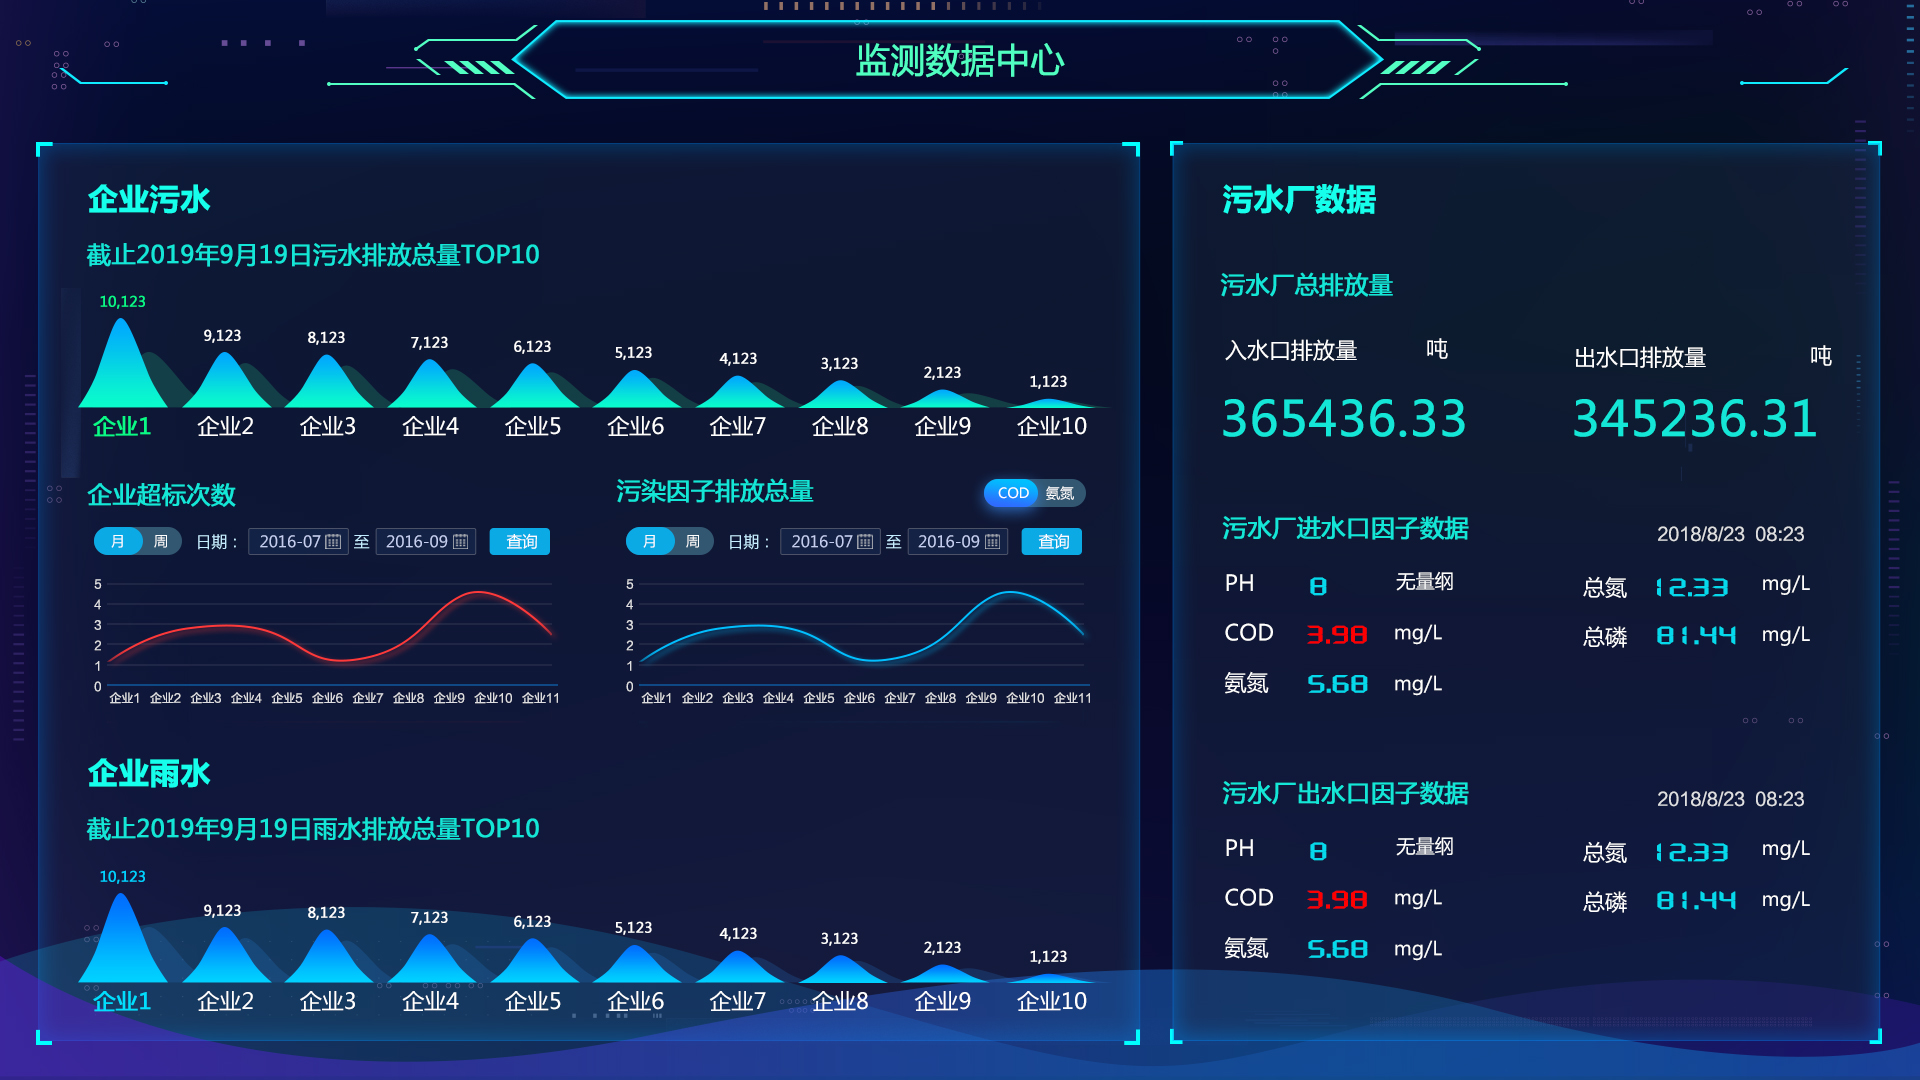 监测数据中心
企业污水
截止2019年9月19日污水排放总量TOP10
10,123 9,123 8,123 7,123 6,123 5,123 4,123 3,123 2,123 1,123
企业1 企业2 企业3 企业4 企业5 企业6 企业7 企业8 企业9 企业10
企业超标次数
月 周 日期： 2016-07 至 2016-09 查询
5
4
3
2
1
0
企业1 企业2 企业3 企业4 企业5 企业6 企业7 企业8 企业9 企业10 企业11
污染因子排放总量 COD 氨氮
月 周 日期： 2016-07 至 2016-09 查询
5
4
3
2
1
0
企业1 企业2 企业3 企业4 企业5 企业6 企业7 企业8 企业9 企业10 企业11
企业雨水
截止2019年9月19日雨水排放总量TOP10
10,123 9,123 8,123 7,123 6,123 5,123 4,123 3,123 2,123 1,123
企业1 企业2 企业3 企业4 企业5 企业6 企业7 企业8 企业9 企业10
污水厂数据
污水厂总排放量
入水口排放量 吨 出水口排放量 吨
365436.33 345236.31
污水厂进水口因子数据 2018/8/23 08:23
PH 8 无量纲 总氮 12.33 mg/L
COD 3.98 mg/L 总磷 81.44 mg/L
氨氮 5.68 mg/L
污水厂出水口因子数据 2018/8/23 08:23
PH 8 无量纲 总氮 12.33 mg/L
COD 3.98 mg/L 总磷 81.44 mg/L
氨氮 5.68 mg/L